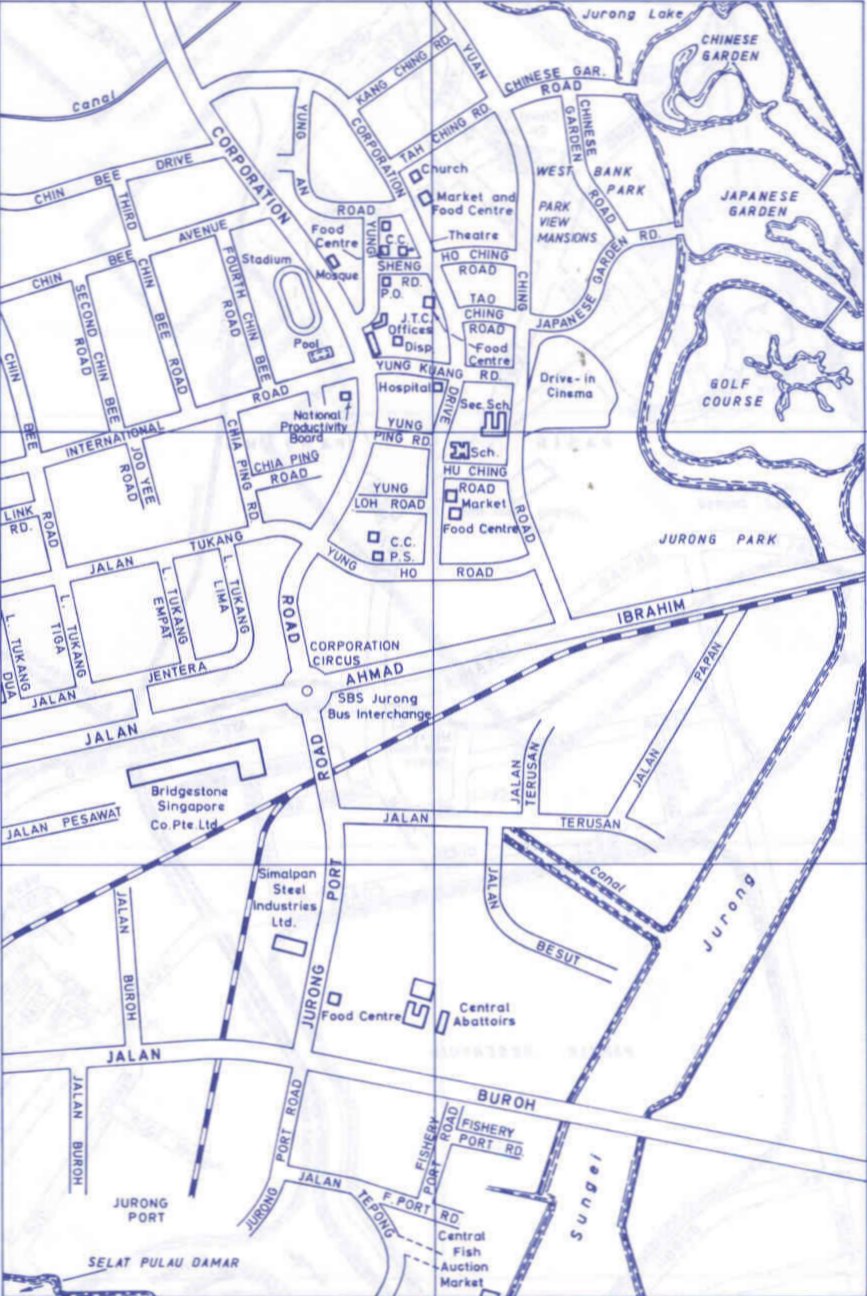 Jurong Lake
CHINESE
GARDEN
Canal
KANG CHING RD.
YUAN
CHINESE GAR.
ROAD
YUNG
AN
ROAD
CORPORATION
CORPORATION
DRIVE
TAH CHING RD.
CHINESE
GARDEN
ROAD
CHIN BEE DRIVE
Church
WEST BANK
PARK
Market and
Food Centre
PARK
VIEW
MANSIONS
JAPANESE
GARDEN
THIRD
CHIN
BEE
ROAD
CHIN BEE AVENUE
Food
Centre
YUNG
SHENG
RD.
C.C.
Theatre
Mosque
Stadium
HO CHING
ROAD
CHING
ROAD
JAPANESE GARDEN RD.
P.O.
FOURTH CHIN BEE
ROAD
SECOND CHIN BEE
ROAD
CHIN BEE
ROAD
TAO
CHING
ROAD
J.T.C.
Offices
Disp.
Food
Centre
Pool
YUNG KUANG RD.
Hospital
Drive-in
Cinema
GOLF
COURSE
National
Productivity
Board
Sec. Sch.
YUNG
PING RD.
INTERNATIONAL ROAD
JOO YEE
ROAD
CHIA PING RD.
CHIA PING
ROAD
Sch.
HU CHING
ROAD
YUNG
LOH ROAD
Market
Food Centre
LINK
RD.
JURONG PARK
C.C.
P.S.
JALAN TUKANG
YUNG HO ROAD
L. TUKANG
LIMA
L. TUKANG
EMPAT
L. TUKANG
TIGA
L. TUKANG
DUA
ROAD
IBRAHIM
CORPORATION
CIRCUS
AHMAD
JALAN JENTERA
SBS Jurong
Bus Interchange
JALAN
PAPAN
JALAN
JALAN
TERUSAN
ROAD
PORT
JURONG
Bridgestone
Singapore
Co.Pte.Ltd.
JALAN PESAWAT
JALAN TERUSAN
Simalpan
Steel
Industries
Ltd.
Canal
JALAN BESUT
Jurong
Sungei
JALAN
BUROH
Food Centre
Central
Abattoirs
JALAN
BUROH
JALAN
BUROH
JURONG
PORT ROAD
FISHERY
PORT ROAD
FISHERY
PORT RD.
JALAN TEPONG
F. PORT RD.
JURONG
PORT
Central
Fish
Auction
Market
SELAT PULAU DAMAR